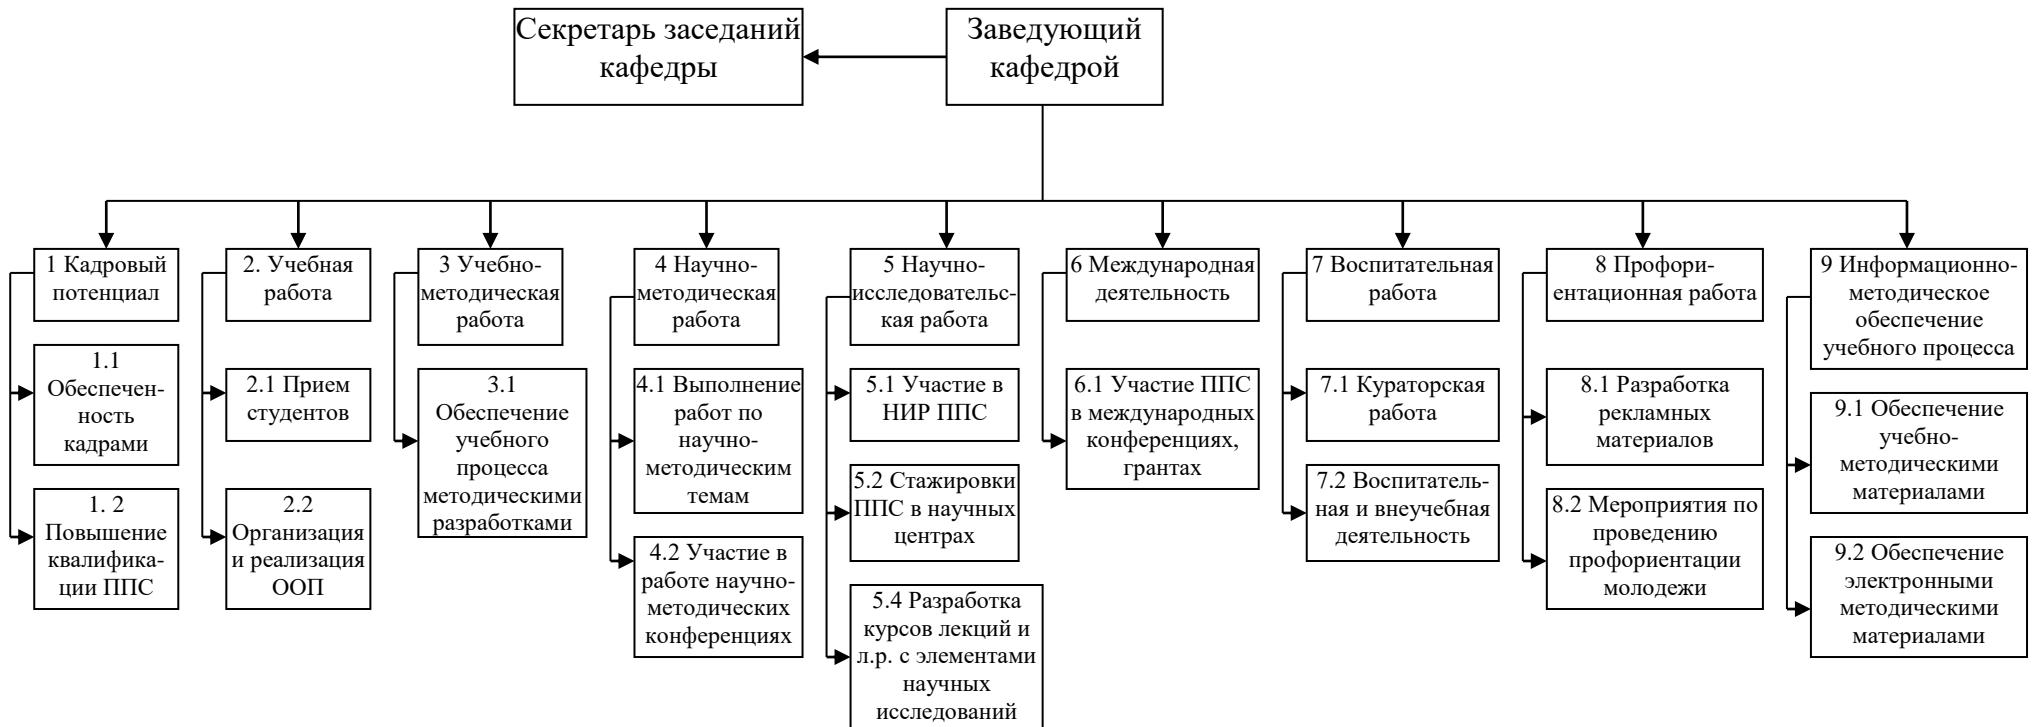 Секретарь заседаний
кафедры
Заведующий
кафедрой
1 Кадровый
потенциал
1.1
Обеспечен-
ность
кадрами
1. 2
Повышение
квалифика-
ции ППС
2. Учебная
работа
2.1 Прием
студентов
2.2
Организация
и реализация
ООП
3 Учебно-
методическая
работа
3.1
Обеспечение
учебного
процесса
методическими
разработками
4 Научно-
методическая
работа
4.1 Выполнение
работ по
научно-
методическим
темам
4.2 Участие в
работе научно-
методических
конференциях
5 Научно-
исследовательс-
кая работа
5.1 Участие в
НИР ППС
5.2 Стажировки
ППС в научных
центрах
5.4 Разработка
курсов лекций и
л.р. с элементами
научных
исследований
6 Международная
деятельность
6.1 Участие ППС
в международных
конференциях,
грантах
7 Воспитательная
работа
7.1 Кураторская
работа
7.2 Воспитатель-
ная и внеучебная
деятельность
8 Профори-
ентационная работа
8.1 Разработка
рекламных
материалов
8.2 Мероприятия по
проведению
профориентации
молодежи
9 Информационно-
методическое
обеспечение
учебного процесса
9.1 Обеспечение
учебно-
методическими
материалами
9.2 Обеспечение
электронными
методическими
материалами